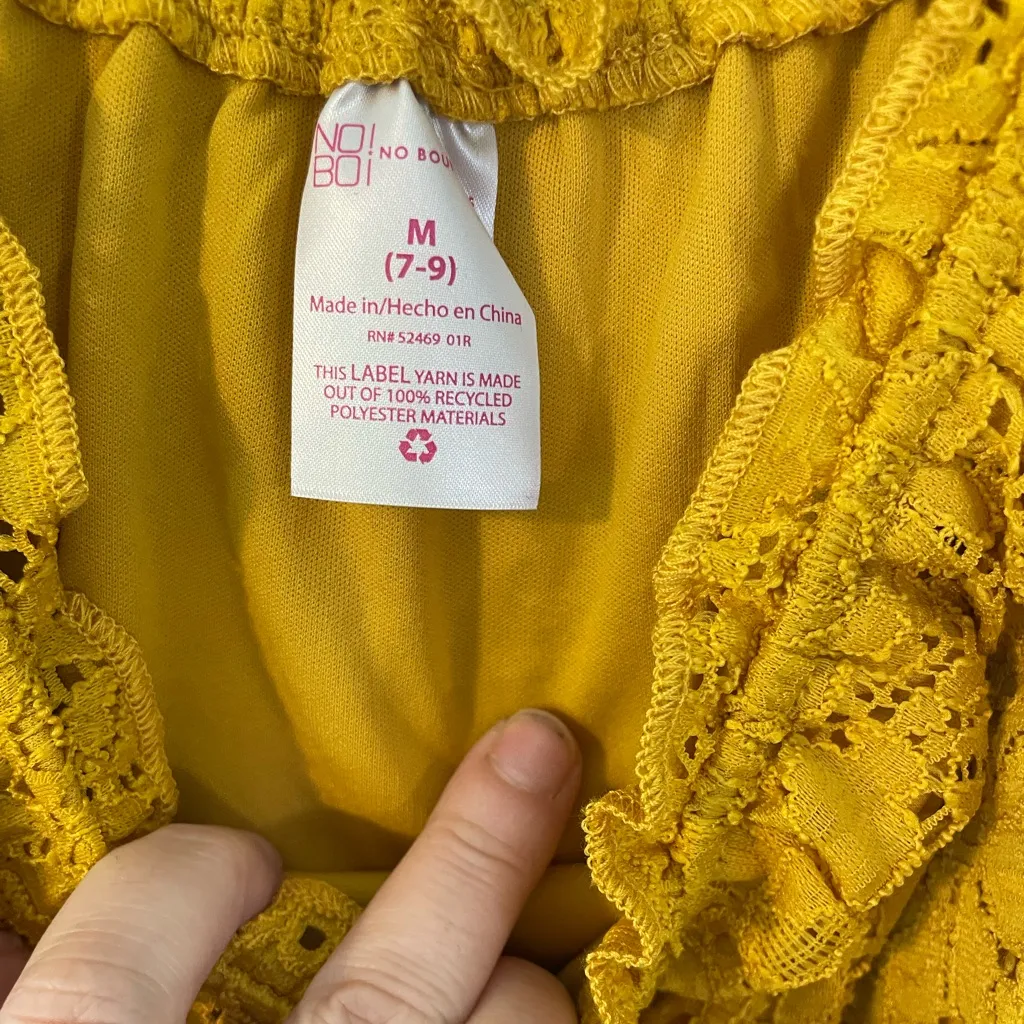 NO!
BO¡
NO BOU
M
(7-9)
Made in/Hecho en China
RN# 52469 01R
THIS LABEL YARN IS MADE
OUT OF 100% RECYCLED
POLYESTER MATERIALS